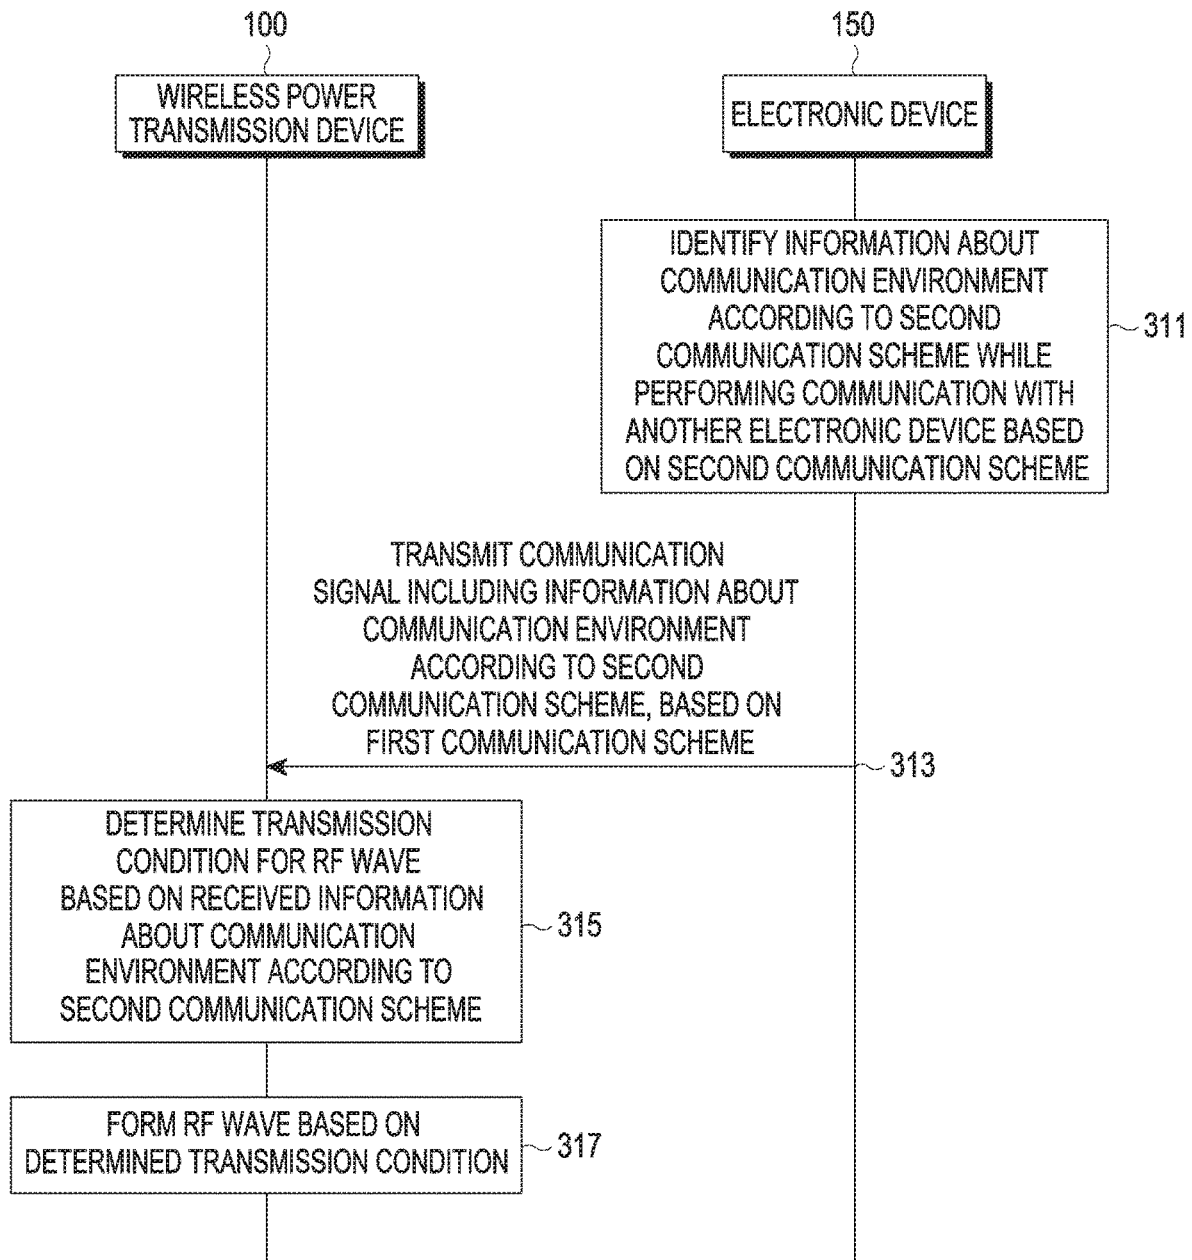 100
150
WIRELESS POWER
TRANSMISSION DEVICE
ELECTRONIC DEVICE
IDENTIFY INFORMATION ABOUT
COMMUNICATION ENVIRONMENT
ACCORDING TO SECOND
COMMUNICATION SCHEME WHILE
PERFORMING COMMUNICATION WITH
ANOTHER ELECTRONIC DEVICE BASED
ON SECOND COMMUNICATION SCHEME
311
TRANSMIT COMMUNICATION
SIGNAL INCLUDING INFORMATION ABOUT
COMMUNICATION ENVIRONMENT
ACCORDING TO SECOND
COMMUNICATION SCHEME, BASED ON
FIRST COMMUNICATION SCHEME
313
DETERMINE TRANSMISSION
CONDITION FOR RF WAVE
BASED ON RECEIVED INFORMATION
ABOUT COMMUNICATION
ENVIRONMENT ACCORDING TO
SECOND COMMUNICATION SCHEME
315
FORM RF WAVE BASED ON
DETERMINED TRANSMISSION CONDITION
317